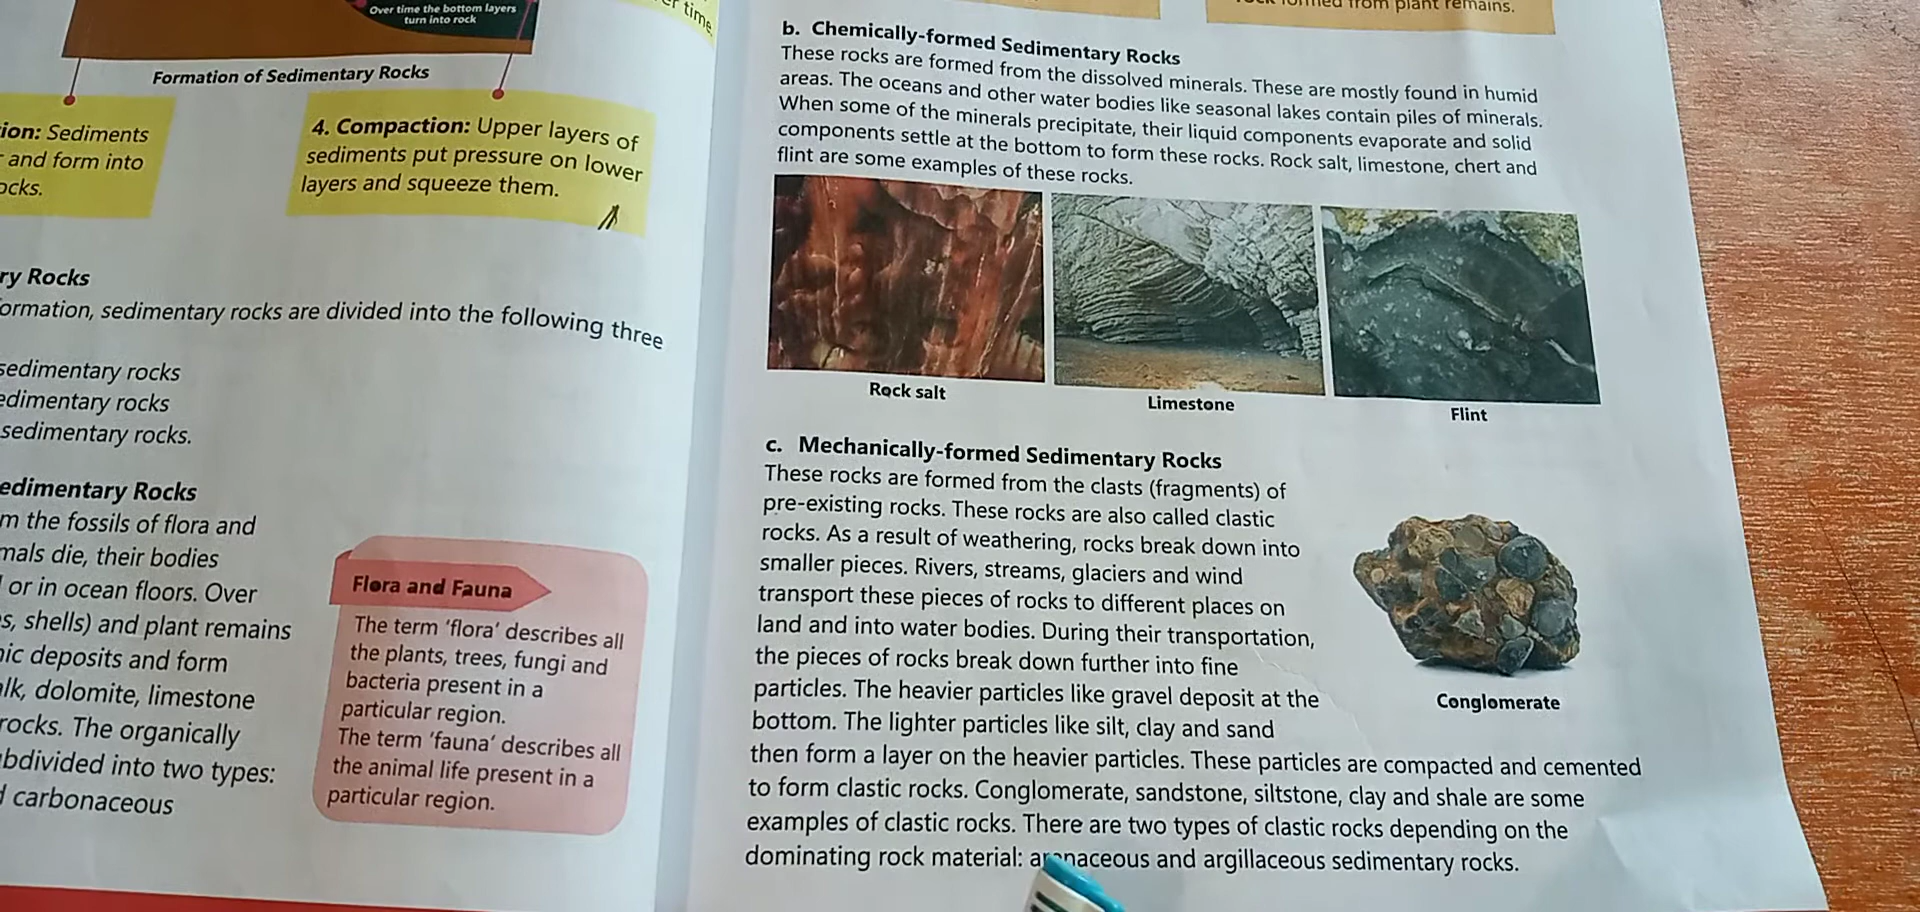 Over time the bottom layers
turn into rock
Formation of Sedimentary Rocks
Sediments
and form into
4. Compaction: Upper layers of
sediments put pressure on lower
layers and squeeze them.
time
Rocks
sedimentary rocks are divided into the following three
sedimentary rocks
sedimentary rocks.
Rocks
the fossils of flora and
die, their bodies
or in ocean floors. Over
shells) and plant remains
deposits and form
dolomite, limestone
rocks. The organically
into two types:
carbonaceous
Flora and Fauna
The term ‘flora’ describes all
the plants, trees, fungi and
bacteria present in a
particular region.
The term ‘fauna’ describes all
the animal life present in a
particular region.
from plant remains.
b. Chemically-formed Sedimentary Rocks
These rocks are formed from the dissolved minerals. These are mostly found in humid
areas. The oceans and other water bodies like seasonal lakes contain piles of minerals.
When some of the minerals precipitate, their liquid components evaporate and solid
components settle at the bottom to form these rocks. Rock salt, limestone, chert and
flint are some examples of these rocks.
Rock salt
Limestone
Flint
c. Mechanically-formed Sedimentary Rocks
These rocks are formed from the clasts (fragments) of
pre-existing rocks. These rocks are also called clastic
rocks. As a result of weathering, rocks break down into
smaller pieces. Rivers, streams, glaciers and wind
transport these pieces of rocks to different places on
land and into water bodies. During their transportation,
the pieces of rocks break down further into fine
particles. The heavier particles like gravel deposit at the
bottom. The lighter particles like silt, clay and sand
then form a layer on the heavier particles. These particles are compacted and cemented
to form clastic rocks. Conglomerate, sandstone, siltstone, clay and shale are some
examples of clastic rocks. There are two types of clastic rocks depending on the
dominating rock material: arenaceous and argillaceous sedimentary rocks.
Conglomerate